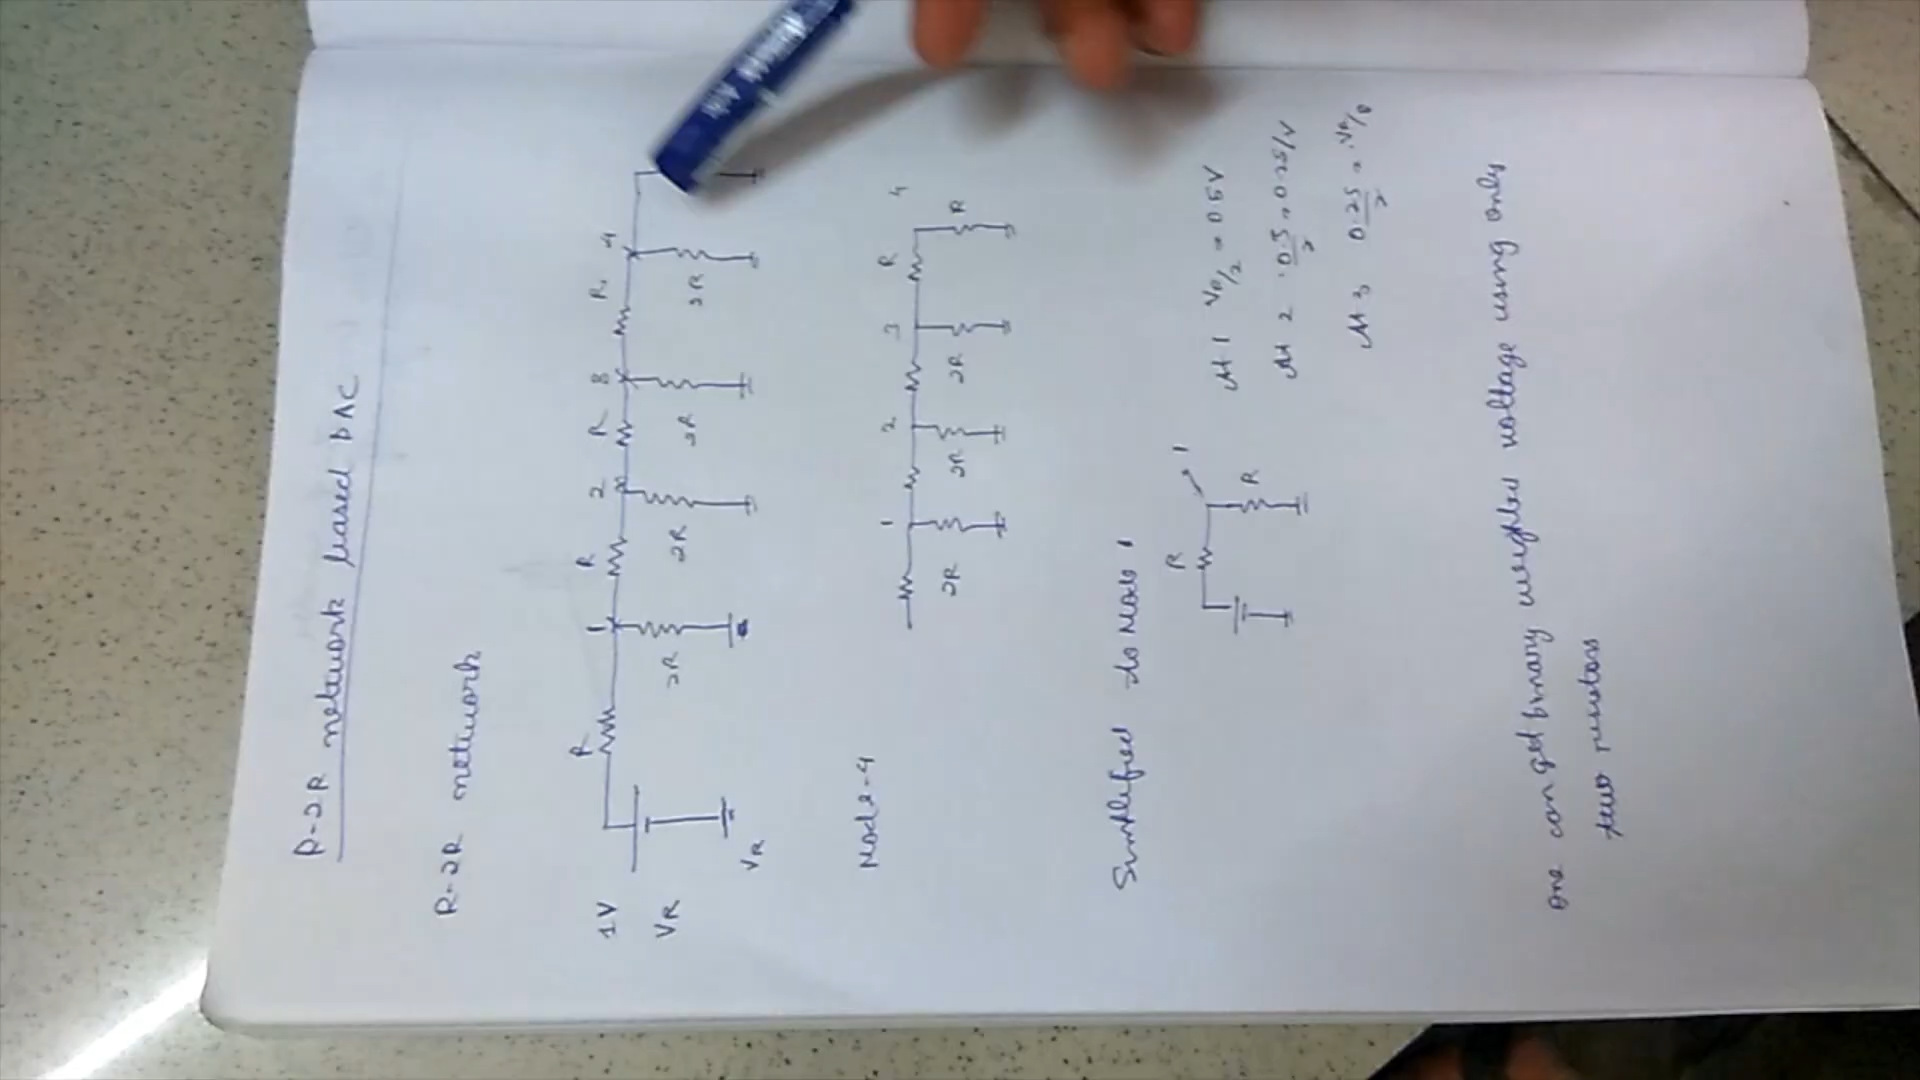 R-2R network based DAC
R-2R network
1V
VR
R 1 R 2 R 3 R 4
2R 2R 2R 2R
VR
Node-4
1 2 3 R 4
2R 2R 2R R
Simplified to Node 1
R 1
R
At 1 VR/2 = 0.5V
At 2 0.5/2 = 0.25V
At 3 0.25/2 = VR/8
one can get binary weighted voltage using only
two resistors